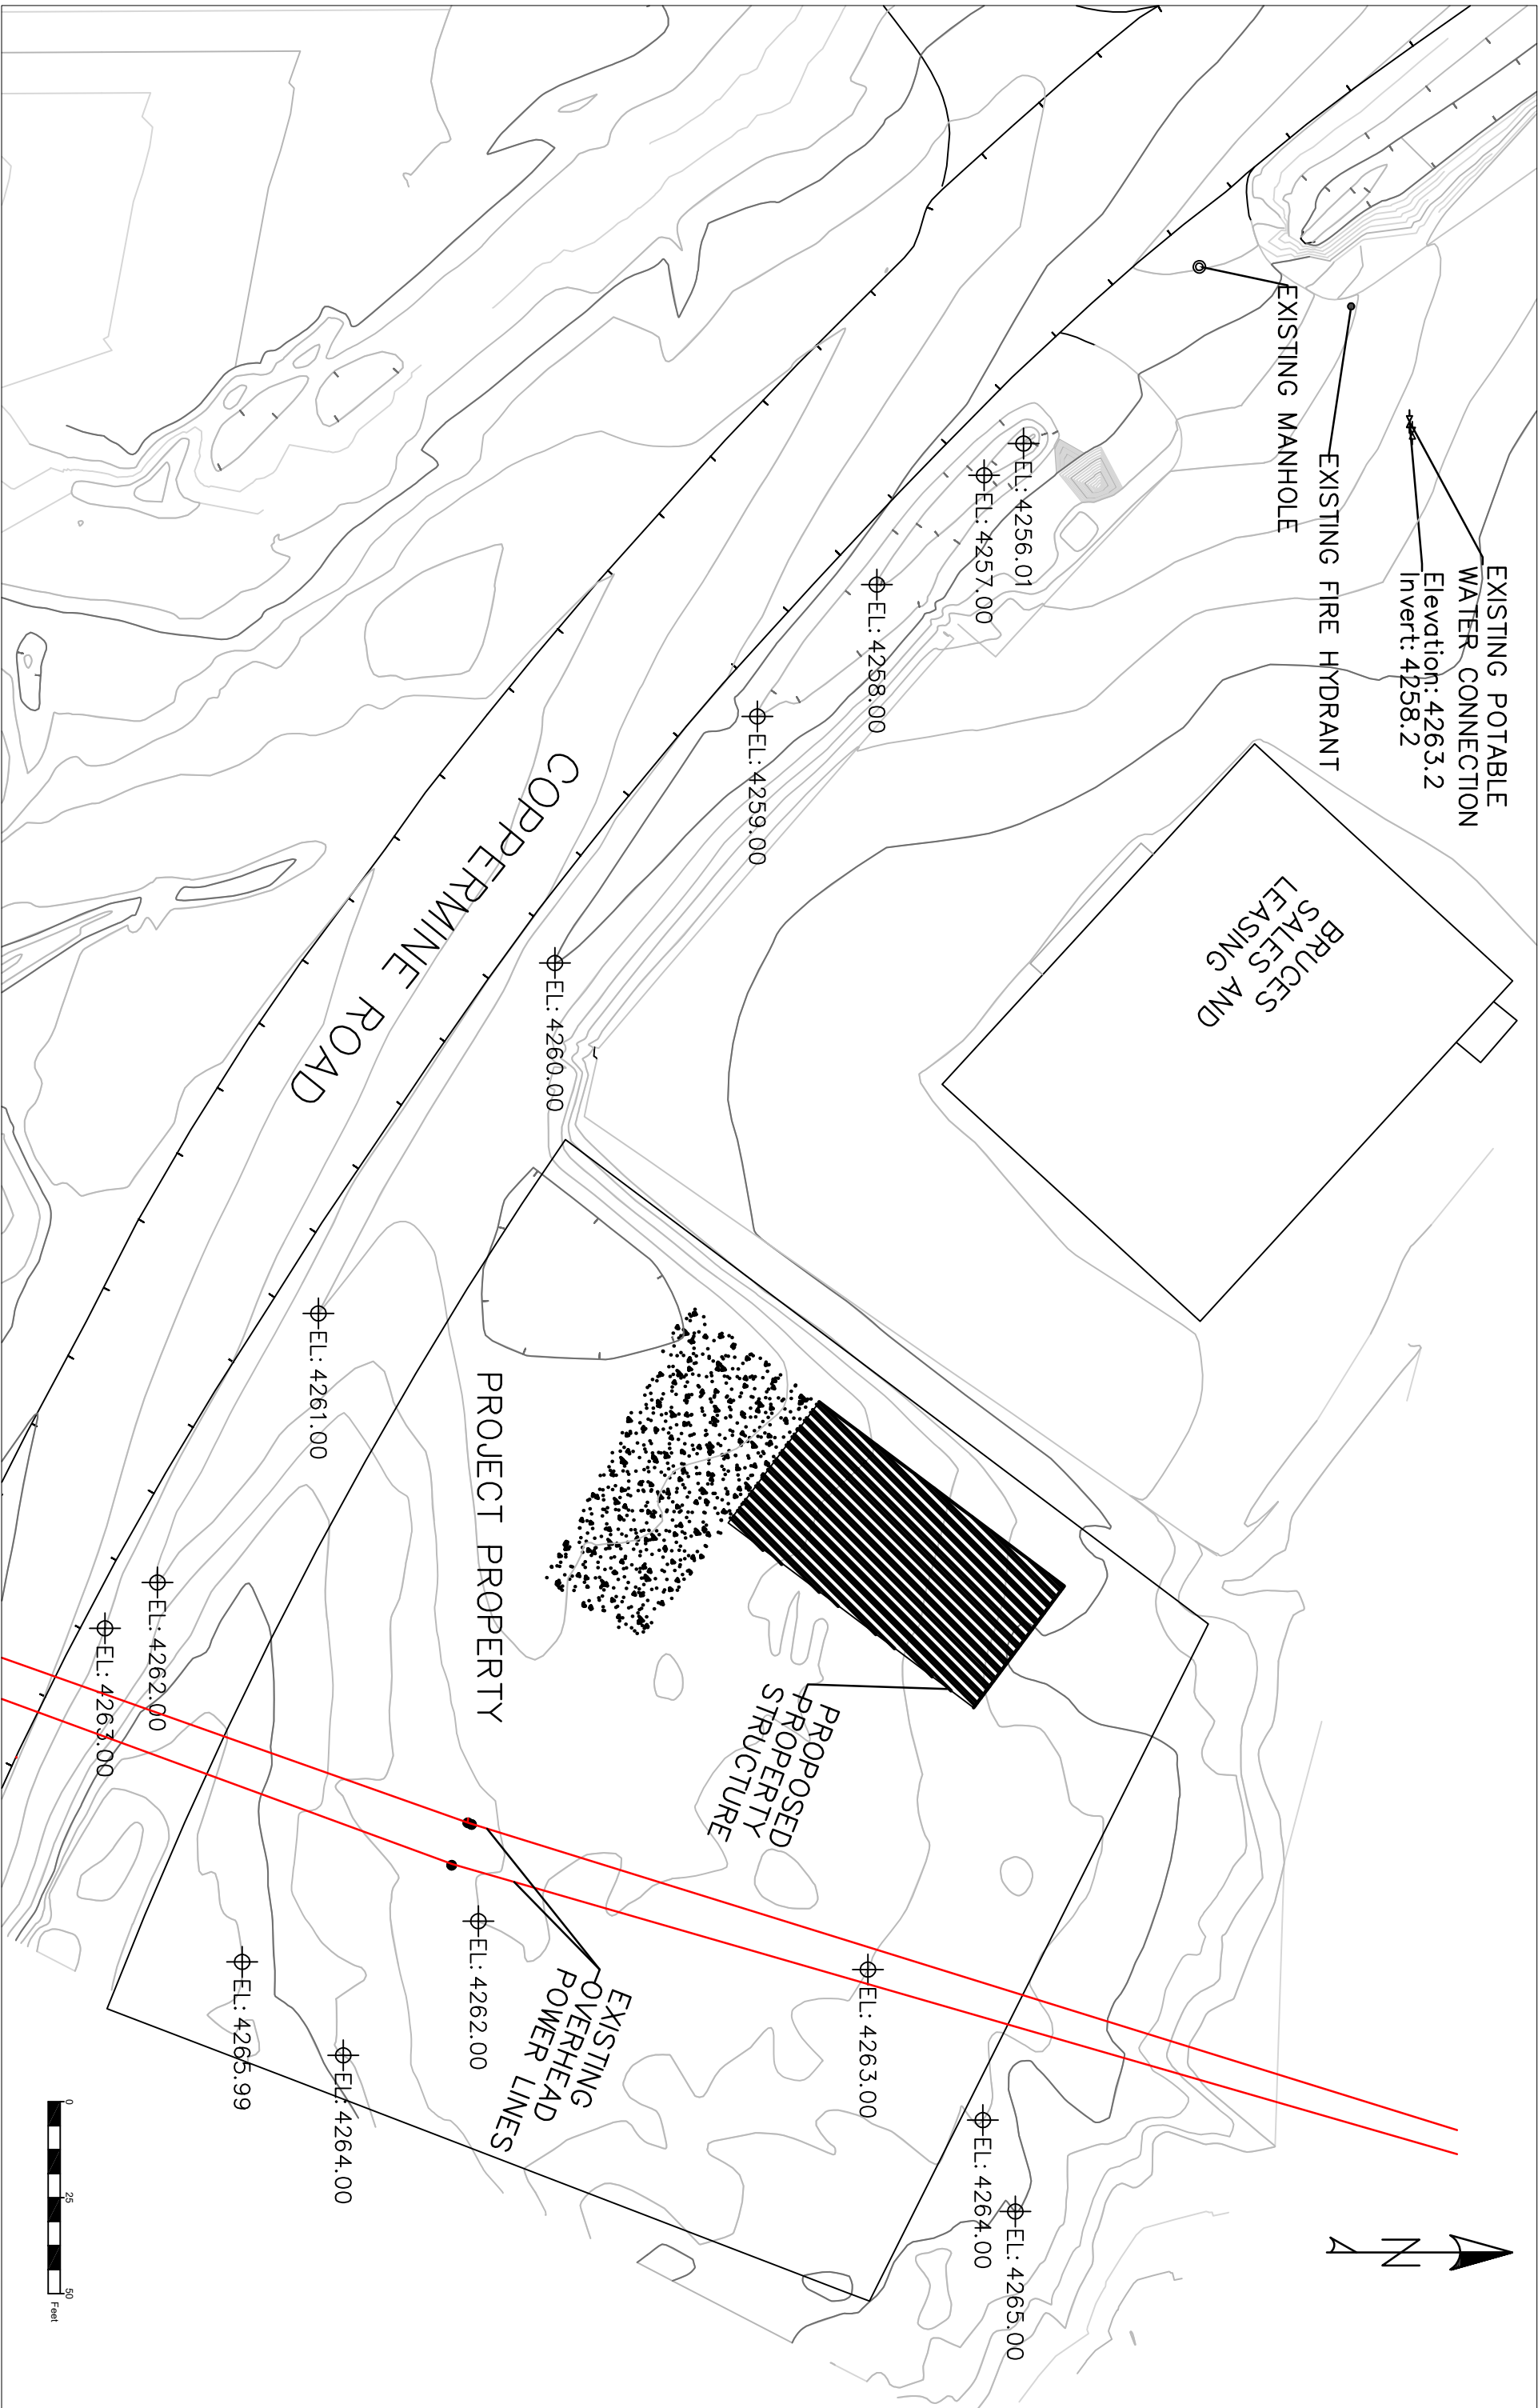 EXISTING POTABLE
WATER CONNECTION
Elevation: 4263.2
Invert: 4258.2
EXISTING FIRE HYDRANT
EXISTING MANHOLE
EL: 4256.01
EL: 4257.00
EL: 4258.00
EL: 4259.00
EL: 4260.00
BRUCES
SALES AND
LEASING
COPPERMINE ROAD
EL: 4261.00
EL: 4262.00
EL: 4263.00
PROJECT PROPERTY
PROPOSED
PROPERTY
STRUCTURE
EXISTING
OVERHEAD
POWER LINES
EL: 4262.00
EL: 4263.00
EL: 4264.00
EL: 4265.00
EL: 4265.99
EL: 4264.00
N
0 25 50
Feet